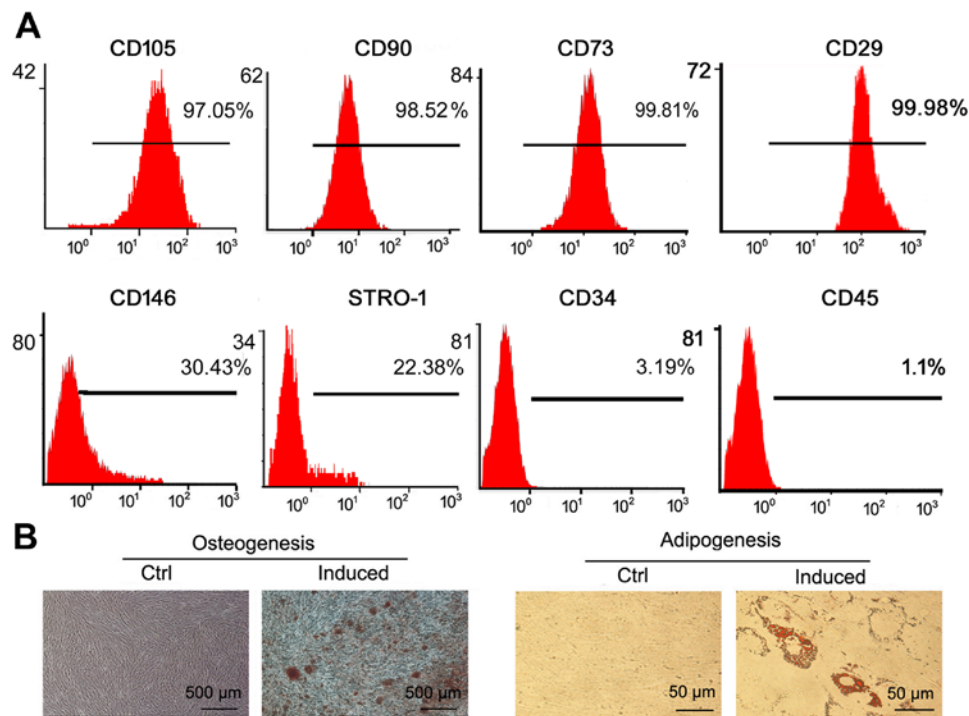 A
CD105
CD90
CD73
CD29
42
62
84
72
97.05%
98.52%
99.81%
99.98%
10⁰ 10¹ 10² 10³
10⁰ 10¹ 10² 10³
10⁰ 10¹ 10² 10³
10⁰ 10¹ 10² 10³
CD146
STRO-1
CD34
CD45
80
34
81
81
30.43%
22.38%
3.19%
1.1%
10⁰ 10¹ 10² 10³
10⁰ 10¹ 10² 10³
10⁰ 10¹ 10² 10³
10⁰ 10¹ 10² 10³
B
Osteogenesis
Adipogenesis
Ctrl
Induced
Ctrl
Induced
500 µm
500 µm
50 µm
50 µm